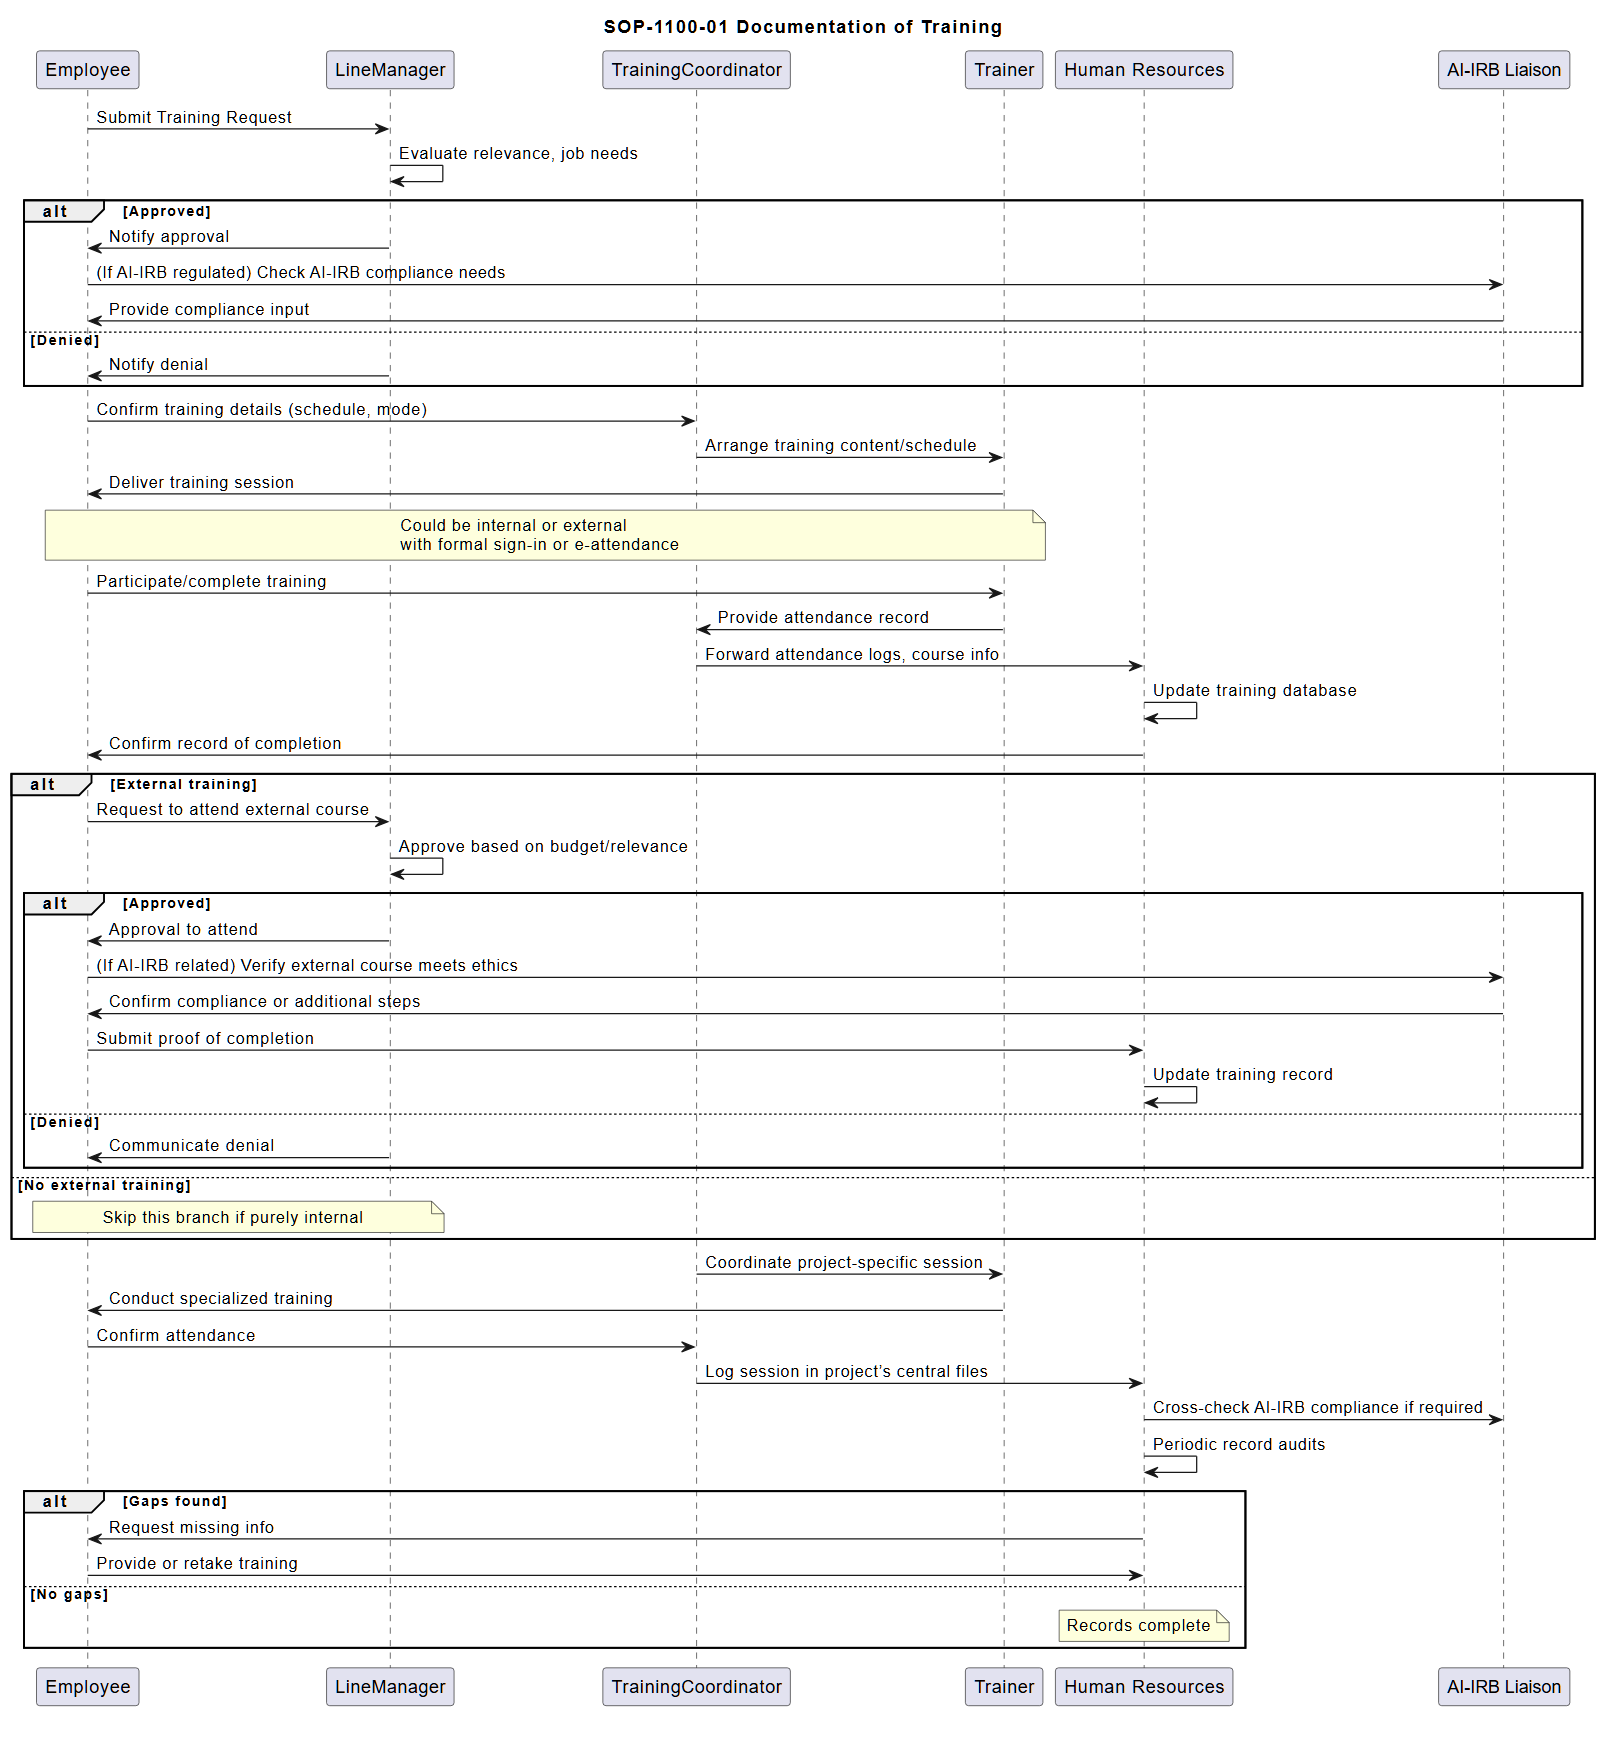 SOP-1100-01 Documentation of Training
Employee LineManager TrainingCoordinator Trainer Human Resources AI-IRB Liaison
Submit Training Request
Evaluate relevance, job needs
alt [Approved]
Notify approval
(If AI-IRB regulated) Check AI-IRB compliance needs
Provide compliance input
[Denied]
Notify denial
Confirm training details (schedule, mode)
Arrange training content/schedule
Deliver training session
Could be internal or external
with formal sign-in or e-attendance
Participate/complete training
Provide attendance record
Forward attendance logs, course info
Update training database
Confirm record of completion
alt [External training]
Request to attend external course
Approve based on budget/relevance
alt [Approved]
Approval to attend
(If AI-IRB related) Verify external course meets ethics
Confirm compliance or additional steps
Submit proof of completion
Update training record
[Denied]
Communicate denial
[No external training]
Skip this branch if purely internal
Coordinate project-specific session
Conduct specialized training
Confirm attendance
Log session in project's central files
Cross-check AI-IRB compliance if required
Periodic record audits
alt [Gaps found]
Request missing info
Provide or retake training
[No gaps]
Records complete
Employee LineManager TrainingCoordinator Trainer Human Resources AI-IRB Liaison